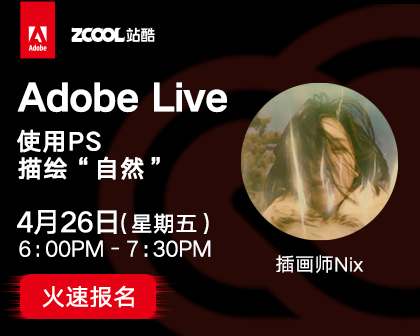 Adobe
ZCOOL站酷
Adobe Live
使用PS
描绘“自然”
4月26日(星期五)
6:00PM - 7:30PM
火速报名
插画师Nix